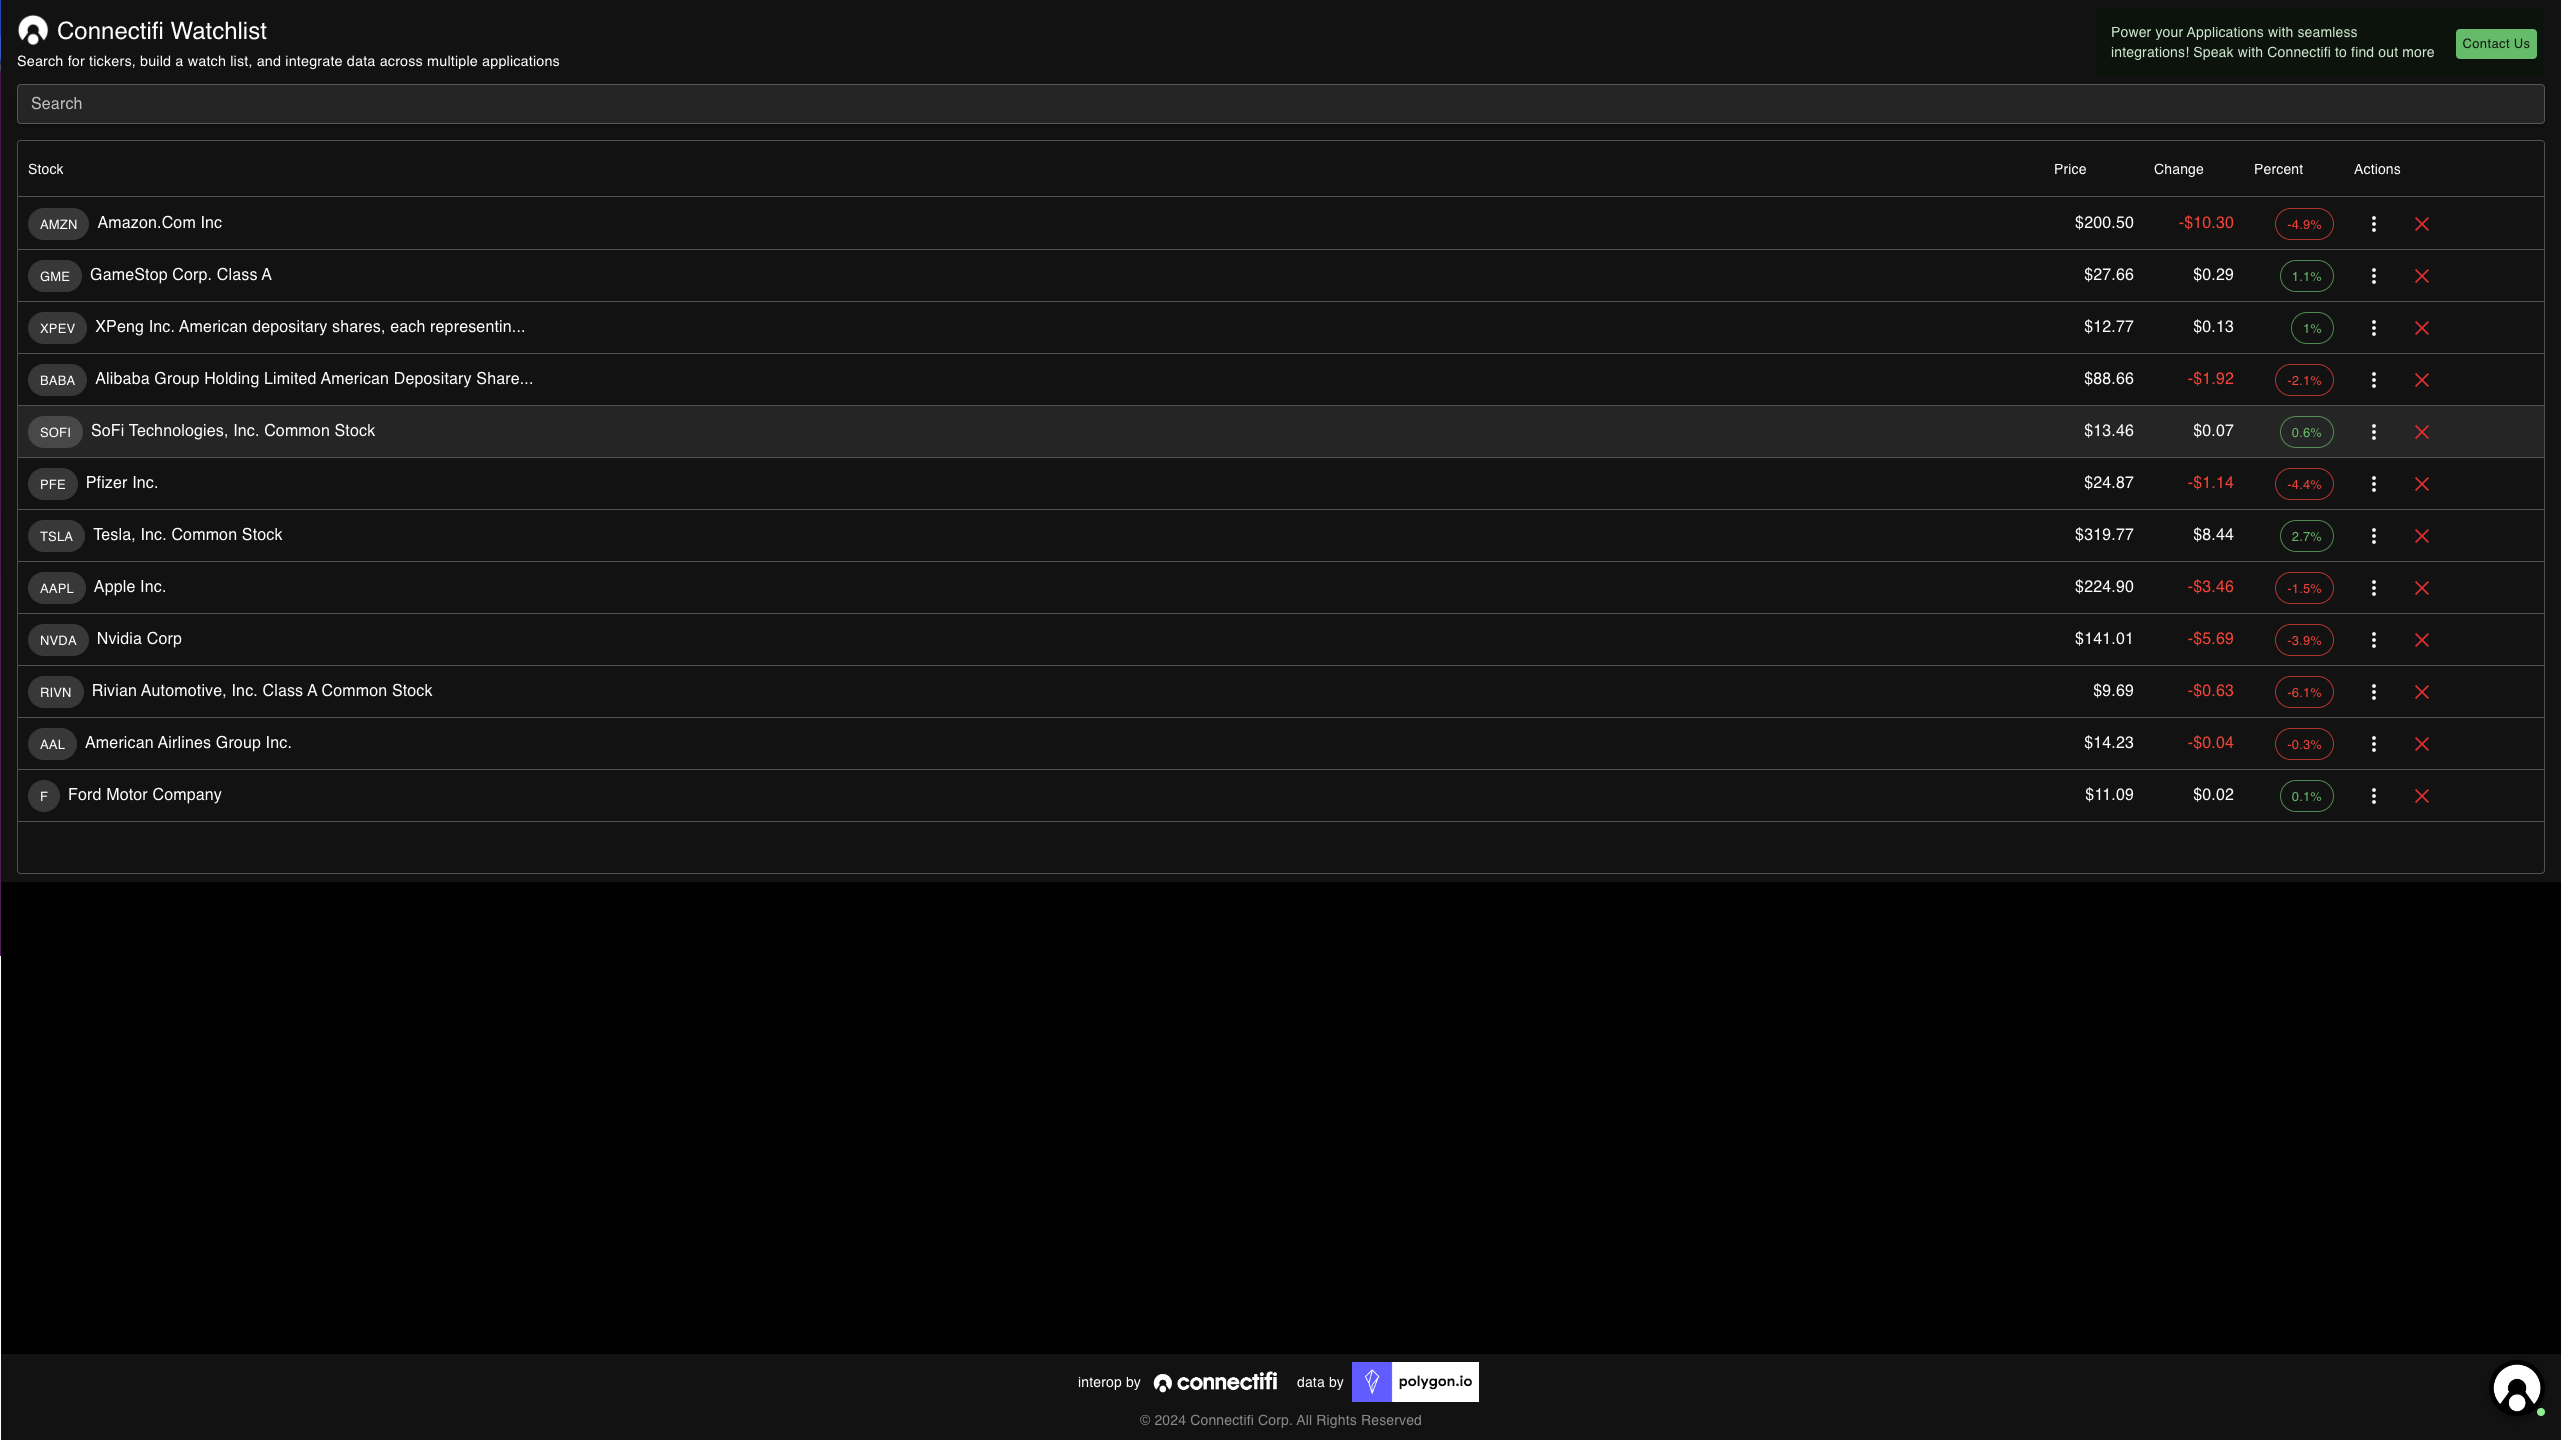 Connectifi Watchlist
Search for tickers, build a watch list, and integrate data across multiple applications
Power your Applications with seamless
integrations! Speak with Connectifi to find out more
Contact Us
Search
Stock Price Change Percent Actions
AMZN Amazon.Com Inc $200.50 -$10.30 -4.9%
GME GameStop Corp. Class A $27.66 $0.29 1.1%
XPEV XPeng Inc. American depositary shares, each representin... $12.77 $0.13 1%
BABA Alibaba Group Holding Limited American Depositary Share... $88.66 -$1.92 -2.1%
SOFI SoFi Technologies, Inc. Common Stock $13.46 $0.07 0.6%
PFE Pfizer Inc. $24.87 -$1.14 -4.4%
TSLA Tesla, Inc. Common Stock $319.77 $8.44 2.7%
AAPL Apple Inc. $224.90 -$3.46 -1.5%
NVDA Nvidia Corp $141.01 -$5.69 -3.9%
RIVN Rivian Automotive, Inc. Class A Common Stock $9.69 -$0.63 -6.1%
AAL American Airlines Group Inc. $14.23 -$0.04 -0.3%
F Ford Motor Company $11.09 $0.02 0.1%
interop by connectifi data by polygon.io
© 2024 Connectifi Corp. All Rights Reserved